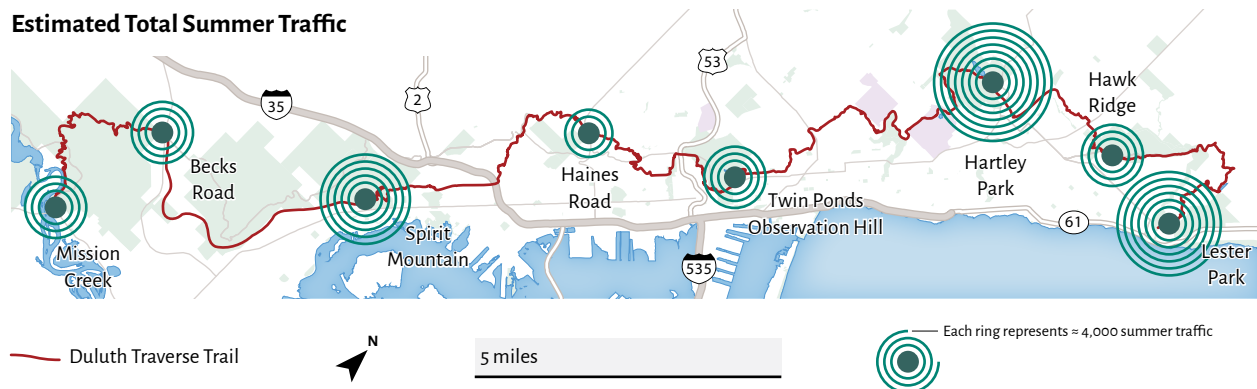 Estimated Total Summer Traffic
35
2
53
Hawk
Ridge
Becks
Road
Haines
Road
Hartley
Park
Twin Ponds
Observation Hill
61
Spirit
Mountain
Mission
Creek
535
Lester
Park
Duluth Traverse Trail
N
5 miles
Each ring represents ≈ 4,000 summer traffic